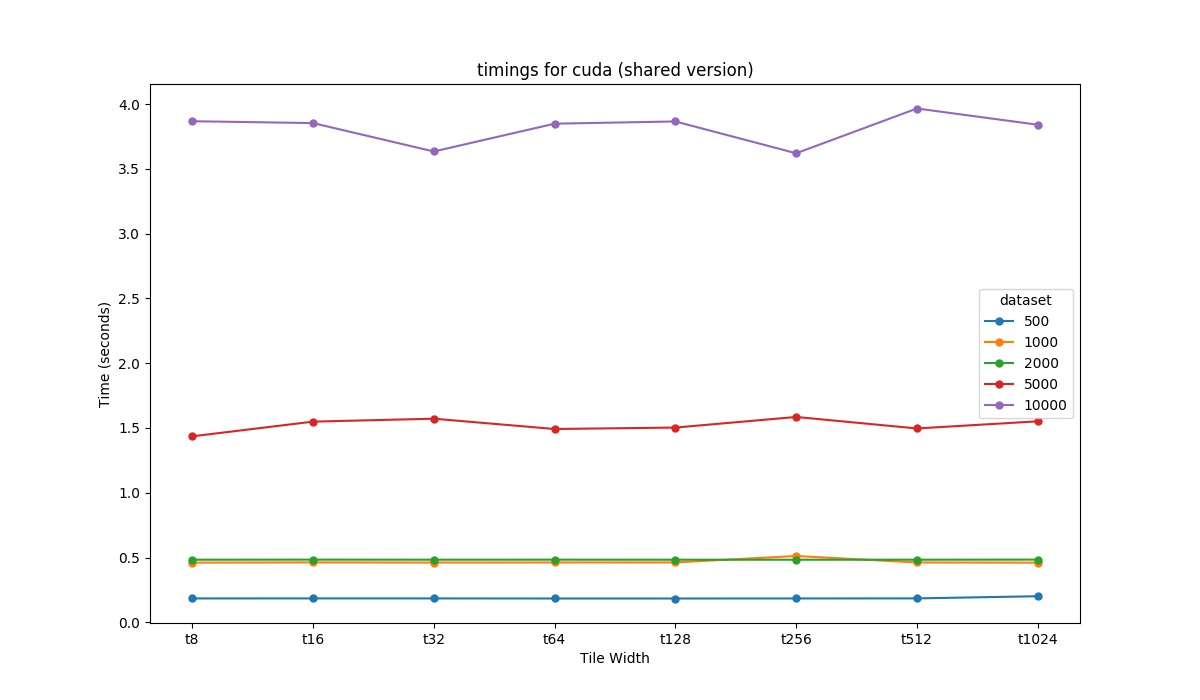 timings for cuda (shared version)
4.0
3.5
3.0
2.5
2.0
1.5
1.0
0.5
0.0
Time (seconds)
dataset
500
1000
2000
5000
10000
t8 t16 t32 t64 t128 t256 t512 t1024
Tile Width